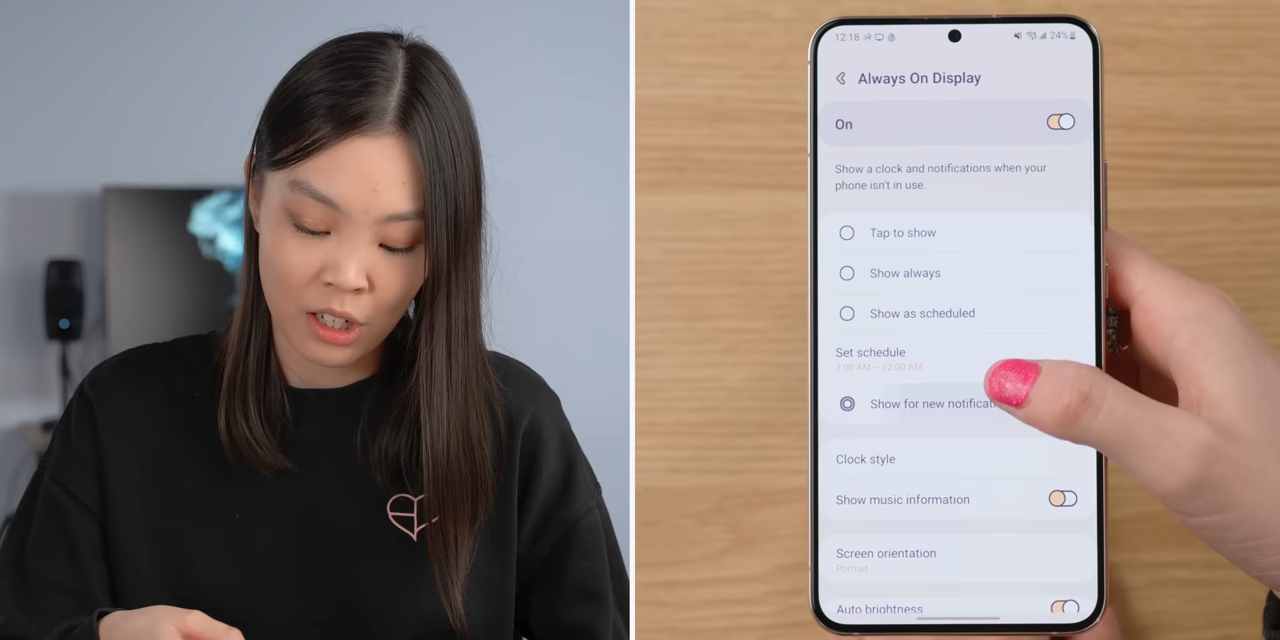 12:18
24%
Always On Display
On
Show a clock and notifications when your
phone isn't in use.
Tap to show
Show always
Show as scheduled
Set schedule
7:00 AM – 12:00 AM
Show for new
Clock style
Show music information
Screen orientation
Portrait
Auto brightness